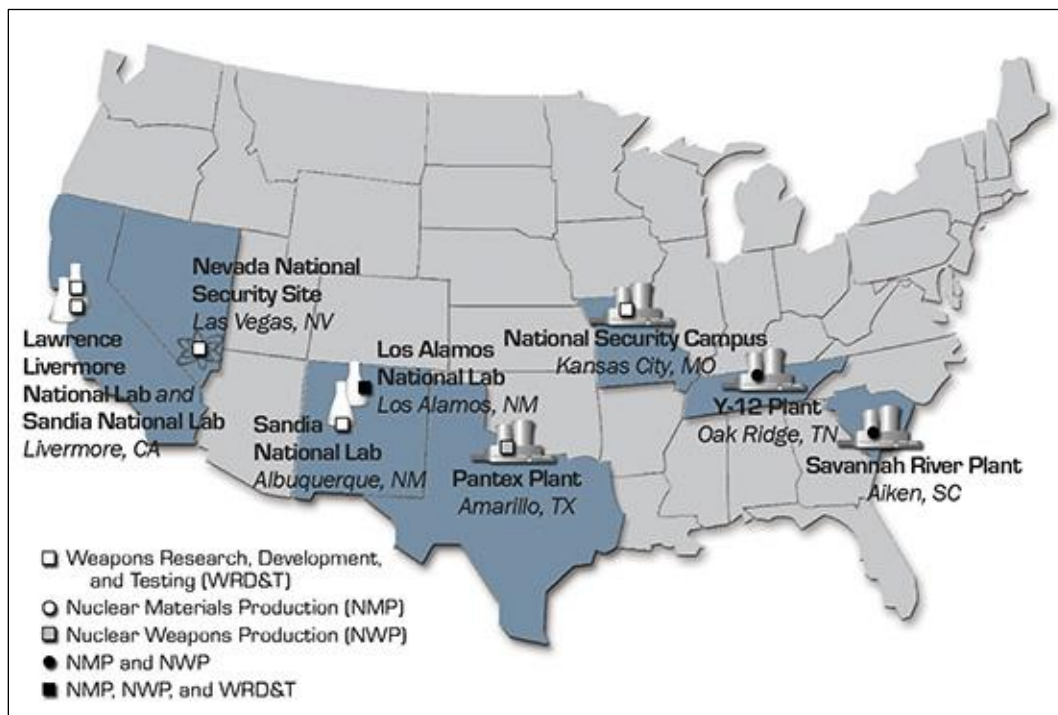 Nevada National
Security Site
Las Vegas, NV
Lawrence
Livermore
National Lab and
Sandia National Lab
Livermore, CA
Los Alamos
National Lab
Los Alamos, NM
Sandia
National Lab
Albuquerque, NM
National Security Campus
Kansas City, MO
Pantex Plant
Amarillo, TX
Y-12 Plant
Oak Ridge, TN
Savannah River Plant
Aiken, SC
Weapons Research, Development,
and Testing (WRD&T)
Nuclear Materials Production (NMP)
Nuclear Weapons Production (NWP)
NMP and NWP
NMP, NWP, and WRD&T